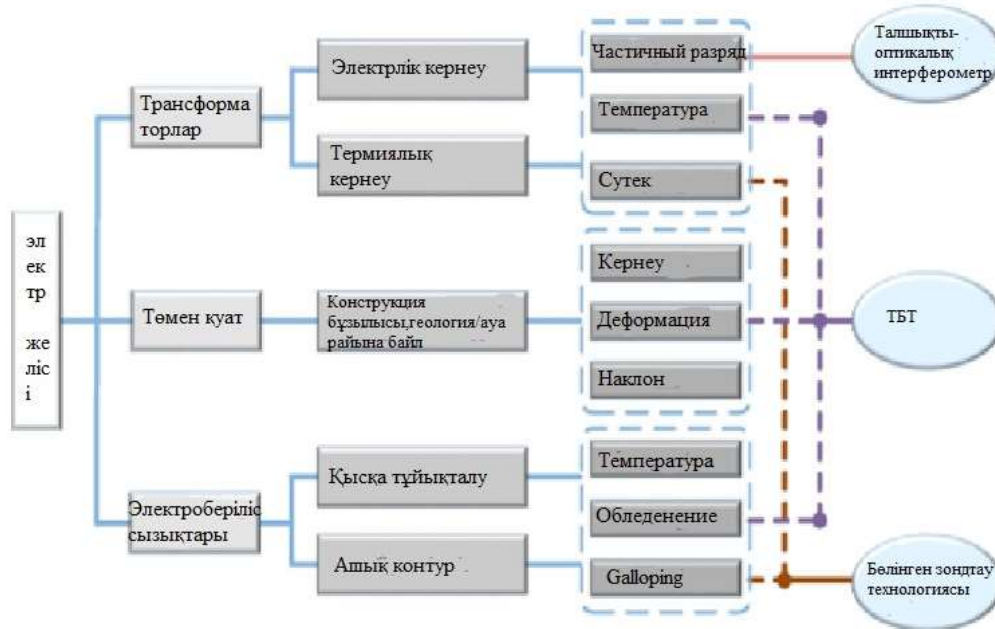 эл
ек
тр
же
ліс
і
Трансформа
торлар
Төмен қуат
Электроберіліс
сызықтары
Электрлік кернеу
Термиялық
кернеу
Конструкция
бұзылысы,геология/ауа
райына байл
Қысқа тұйықталу
Ашық контур
Частичный разряд
Температура
Сутек
Кернеу
Деформация
Наклон
Температура
Обледенение
Galloping
Талшықты-
оптикалық
интерферометр
ТБТ
Бөлінген зондтау
технологиясы